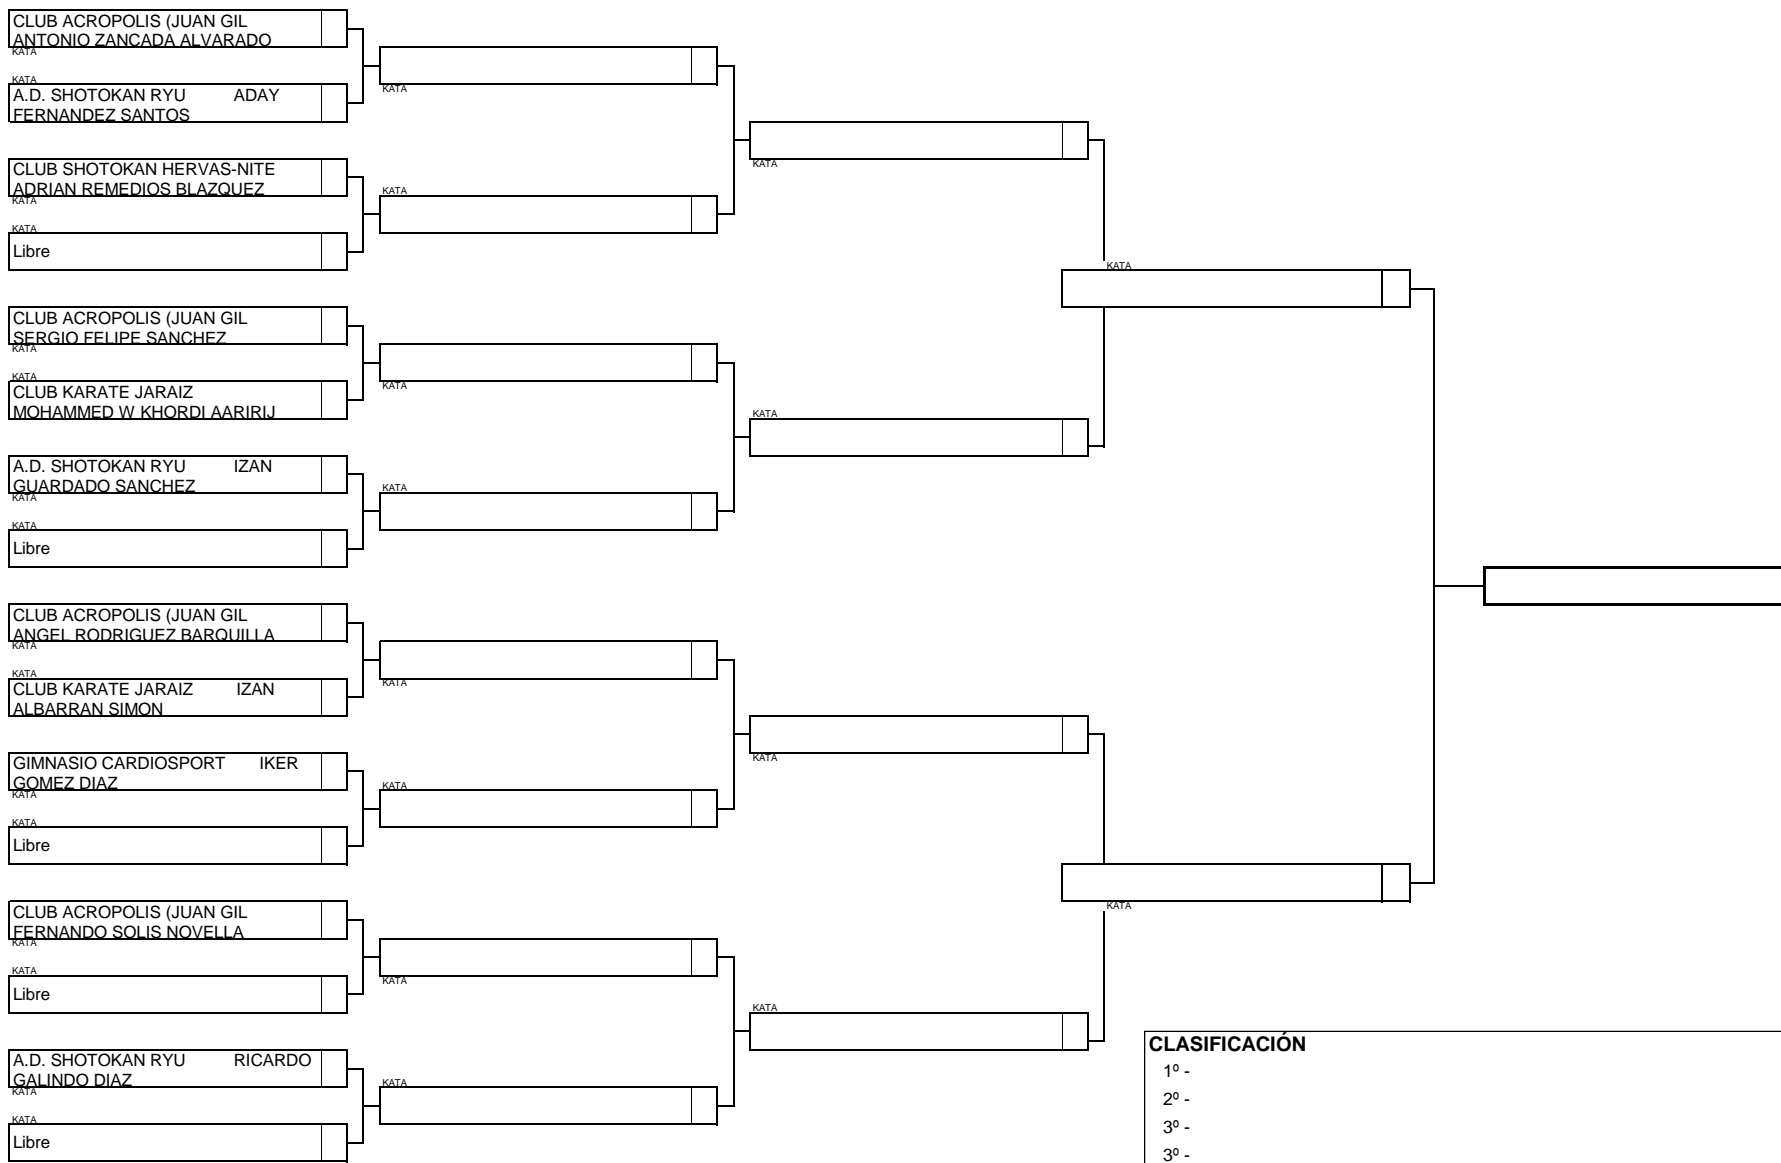 CLUB ACROPOLIS (JUAN GIL
ANTONIO ZANCADA ALVARADO
KATA
KATA
A.D. SHOTOKAN RYU ADAY
FERNANDEZ SANTOS
CLUB SHOTOKAN HERVAS-NITE
ADRIAN REMEDIOS BLAZQUEZ
KATA
KATA
Libre
CLUB ACROPOLIS (JUAN GIL
SERGIO FELIPE SANCHEZ
KATA
KATA
CLUB KARATE JARAIZ
MOHAMMED W KHORDI AARIRIJ
A.D. SHOTOKAN RYU IZAN
GUARDADO SANCHEZ
KATA
KATA
Libre
CLUB ACROPOLIS (JUAN GIL
ANGEL RODRIGUEZ BARQUILLA
KATA
KATA
CLUB KARATE JARAIZ IZAN
ALBARRAN SIMON
GIMNASIO CARDIOSPORT IKER
GOMEZ DIAZ
KATA
KATA
Libre
CLUB ACROPOLIS (JUAN GIL
FERNANDO SOLIS NOVELLA
KATA
KATA
Libre
A.D. SHOTOKAN RYU RICARDO
GALINDO DIAZ
KATA
KATA
Libre
KATA
KATA
KATA
KATA
KATA
KATA
KATA
KATA
KATA
KATA
KATA
KATA
KATA
KATA
CLASIFICACIÓN
1º -
2º -
3º -
3º -